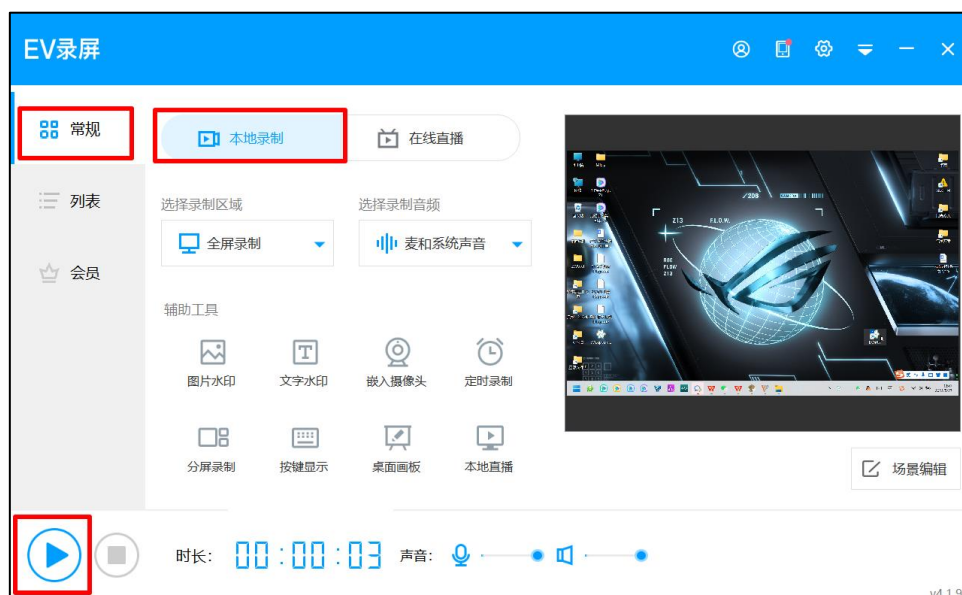 EV录屏
常规
本地录制
在线直播
列表
选择录制区域
选择录制音频
全屏录制
麦和系统声音
会员
辅助工具
图片水印
文字水印
嵌入摄像头
定时录制
分屏录制
按键显示
桌面画板
本地直播
场景编辑
时长: 00:00:03 声音: